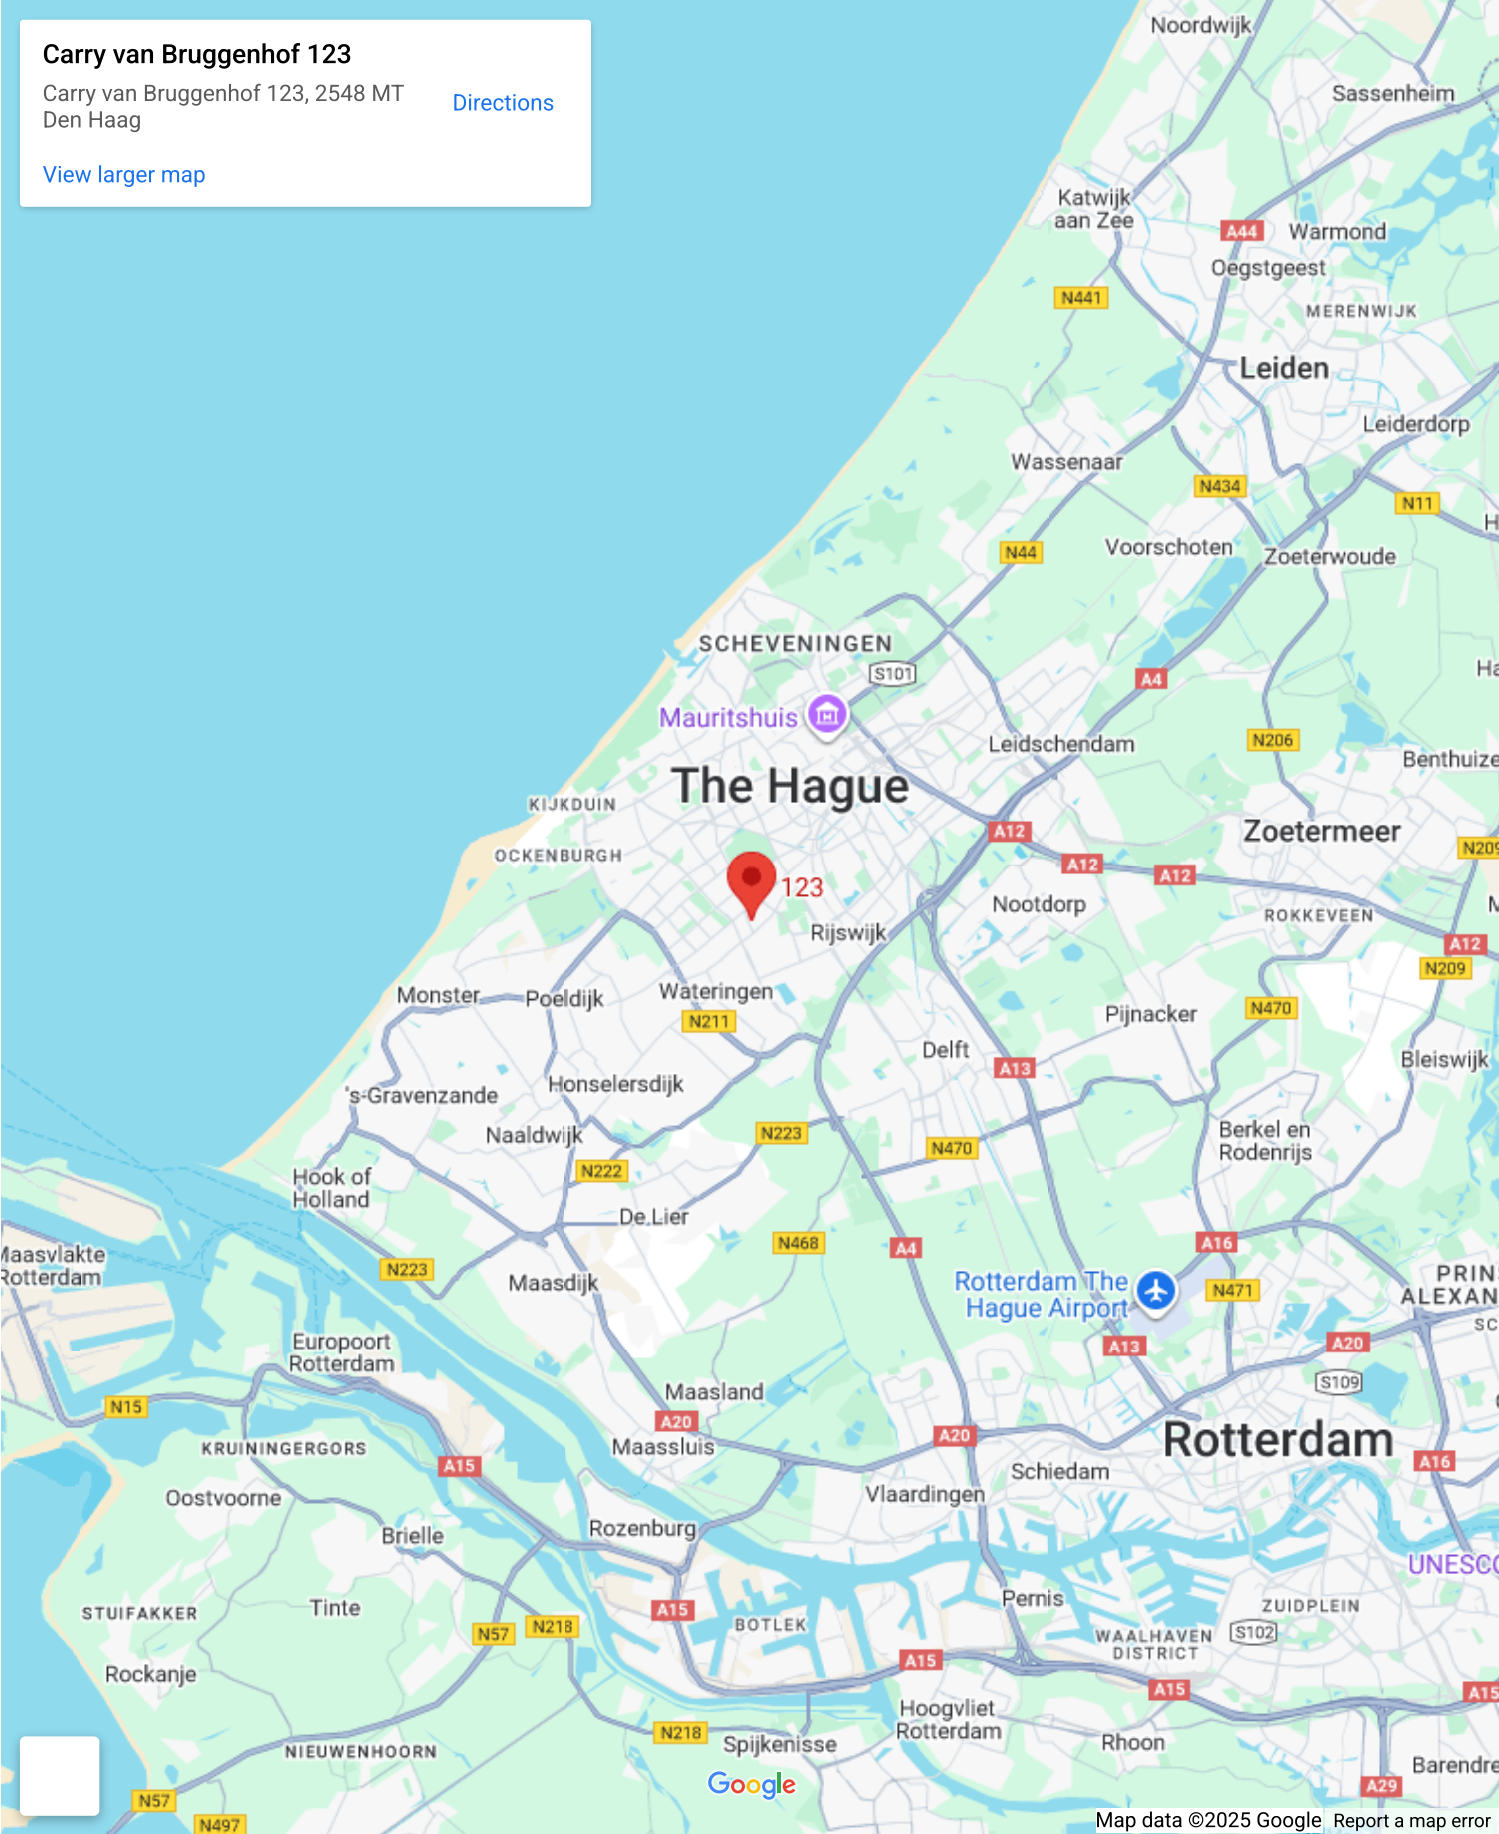 Carry van Bruggenhof 123
Carry van Bruggenhof 123, 2548 MT
Den Haag
Directions
View larger map
Noordwijk
Sassenheim
Katwijk
aan Zee
A44
Warmond
Oegstgeest
N441
MERENWIJK
Leiden
Leiderdorp
Wassenaar
N434
N11
N44
Voorschoten
Zoeterwoude
SCHEVENINGEN
S101
A4
Mauritshuis
Leidschendam
N206
Benthuize
The Hague
KIJKDUIN
A12
Zoetermeer
N209
OCKENBURGH
A12
A12
123
Nootdorp
ROKKEVEEN
Rijswijk
A12
N209
Monster
Poeldijk
Wateringen
N211
Pijnacker
N470
Delft
A13
Bleiswijk
Honselersdijk
's-Gravenzande
Naaldwijk
N223
N470
Berkel en
Rodenrijs
N222
Hook of
Holland
De Lier
N468
A4
A16
Maasvlakte
Rotterdam
N223
Maasdijk
Rotterdam The
Hague Airport
N471
PRIN
ALEXAN
SC
A13
A20
Europoort
Rotterdam
S109
N15
Maasland
A20
Maassluis
A20
Rotterdam
KRUININGERGORS
A15
Schiedam
A16
Oostvoorne
Vlaardingen
Brielle
Rozenburg
UNESCO
Pernis
ZUIDPLEIN
STUIFAKKER
Tinte
A15
BOTLEK
N57
N218
WAALHAVEN
DISTRICT
S102
Rockanje
A15
A15
A15
Hoogvliet
Rotterdam
N218
Spijkenisse
Rhoon
NIEUWENHOORN
Barendre
Google
A29
N57
N497
Map data ©2025 Google
Report a map error